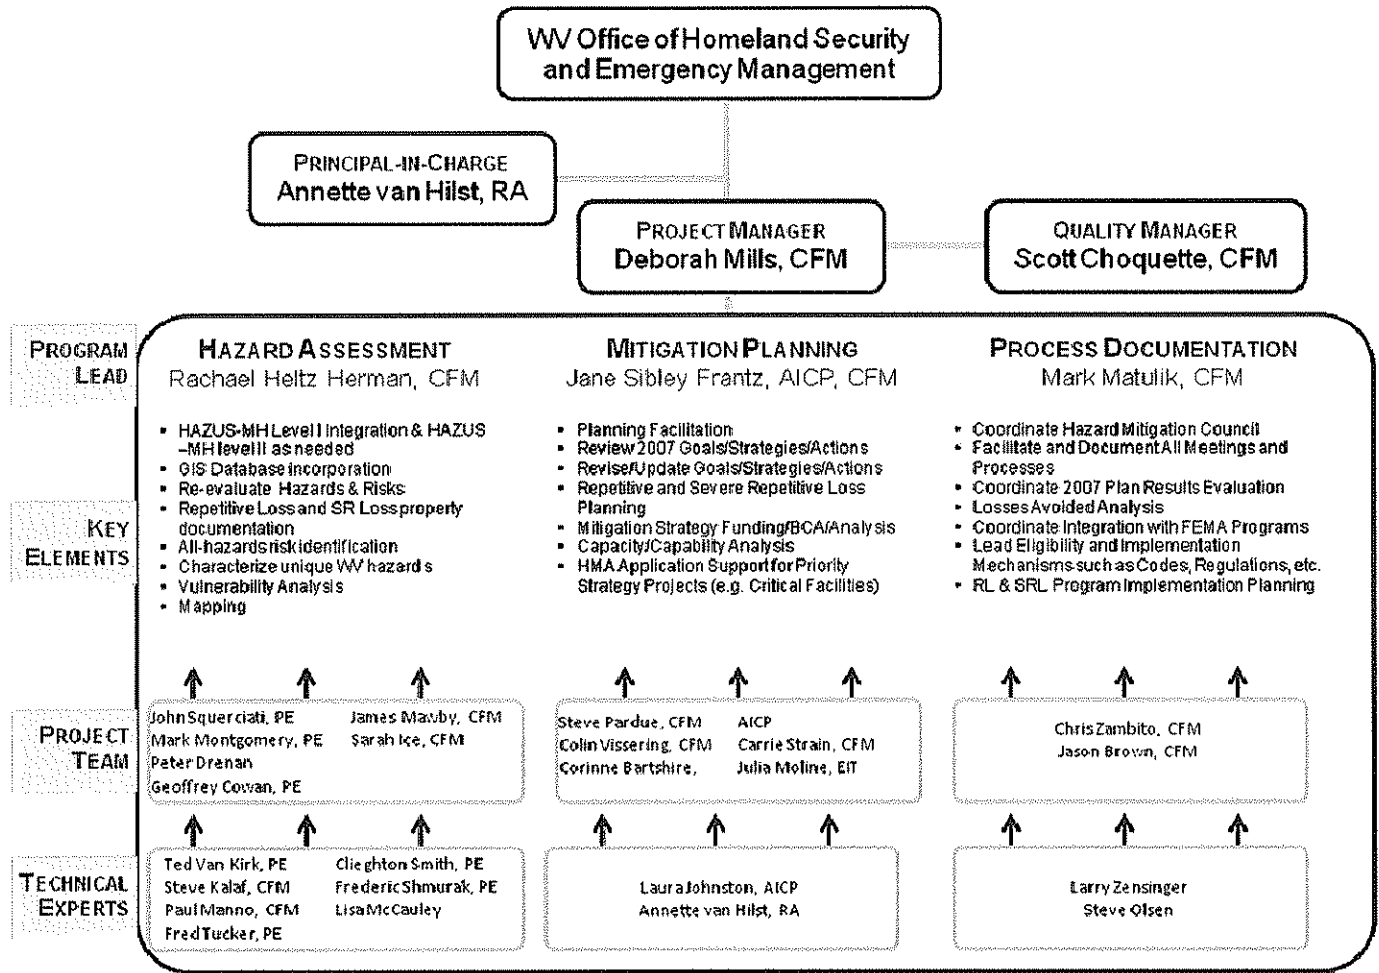 WV Office of Homeland Security
and Emergency Management
PRINCIPAL-IN-CHARGE
Annette van Hilst, RA
PROJECT MANAGER
Deborah Mills, CFM
QUALITY MANAGER
Scott Choquette, CFM
PROGRAM
LEAD
HAZARD ASSESSMENT
Rachael Heltz Herman, CFM
MITIGATION PLANNING
Jane Sibley Frantz, AICP, CFM
PROCESS DOCUMENTATION
Mark Matulik, CFM
KEY
ELEMENTS
▪ HAZUS-MH Level I Integration & HAZUS
–MH level II as needed
▪ GIS Database Incorporation
▪ Re-evaluate Hazards & Risks
▪ Repetitive Loss and SR Loss property
documentation
▪ All-hazards risk identification
▪ Characterize unique WV hazards
▪ Vulnerability Analysis
▪ Mapping
▪ Planning Facilitation
▪ Review 2007 Goals/Strategies/Actions
▪ Revise/Update Goals/Strategies/Actions
▪ Repetitive and Severe Repetitive Loss
Planning
▪ Mitigation Strategy Funding/BCA/Analysis
▪ Capacity/Capability Analysis
▪ HMA Application Support for Priority
Strategy Projects (e.g. Critical Facilities)
▪ Coordinate Hazard Mitigation Council
▪ Facilitate and Document All Meetings and
Processes
▪ Coordinate 2007 Plan Results Evaluation
▪ Losses Avoided Analysis
▪ Coordinate Integration with FEMA Programs
▪ Lead Eligibility and Implementation
Mechanisms such as Codes, Regulations, etc.
▪ RL & SRL Program Implementation Planning
PROJECT
TEAM
John Squerciati, PE
Mark Montgomery, PE
Peter Drenan
Geoffrey Cowan, PE
James Mawby, CFM
Sarah Ice, CFM
Steve Pardue, CFM
Colin Vissering, CFM
Corinne Bartshire,
AICP
Carrie Strain, CFM
Julia Moline, EIT
Chris Zambito, CFM
Jason Brown, CFM
TECHNICAL
EXPERTS
Ted Van Kirk, PE
Steve Kalaf, CFM
Paul Manno, CFM
Fred Tucker, PE
Clieghton Smith, PE
Frederic Shmurak, PE
Lisa McCauley
Laura Johnston, AICP
Annette van Hilst, RA
Larry Zensinger
Steve Olsen